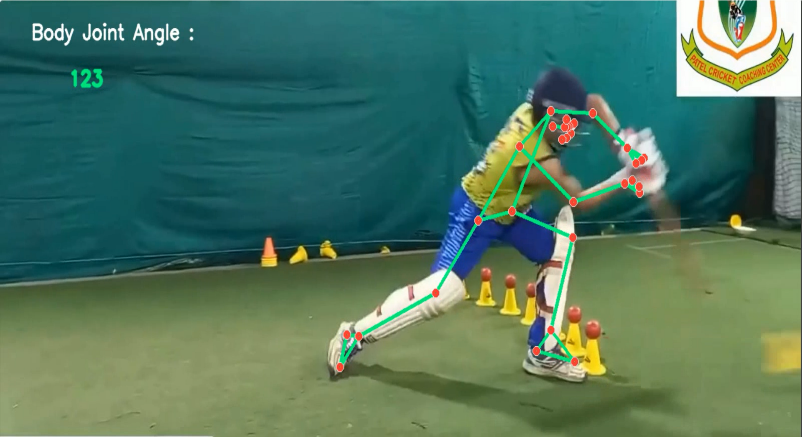 Body Joint Angle :
123
PATEL CRICKET COACHING CENTER